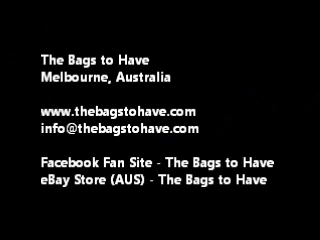 The Bags to Have
Melbourne, Australia
www.thebagstohave.com
info@thebagstohave.com
Facebook Fan Site - The Bags to Have
eBay Store (AUS) - The Bags to Have